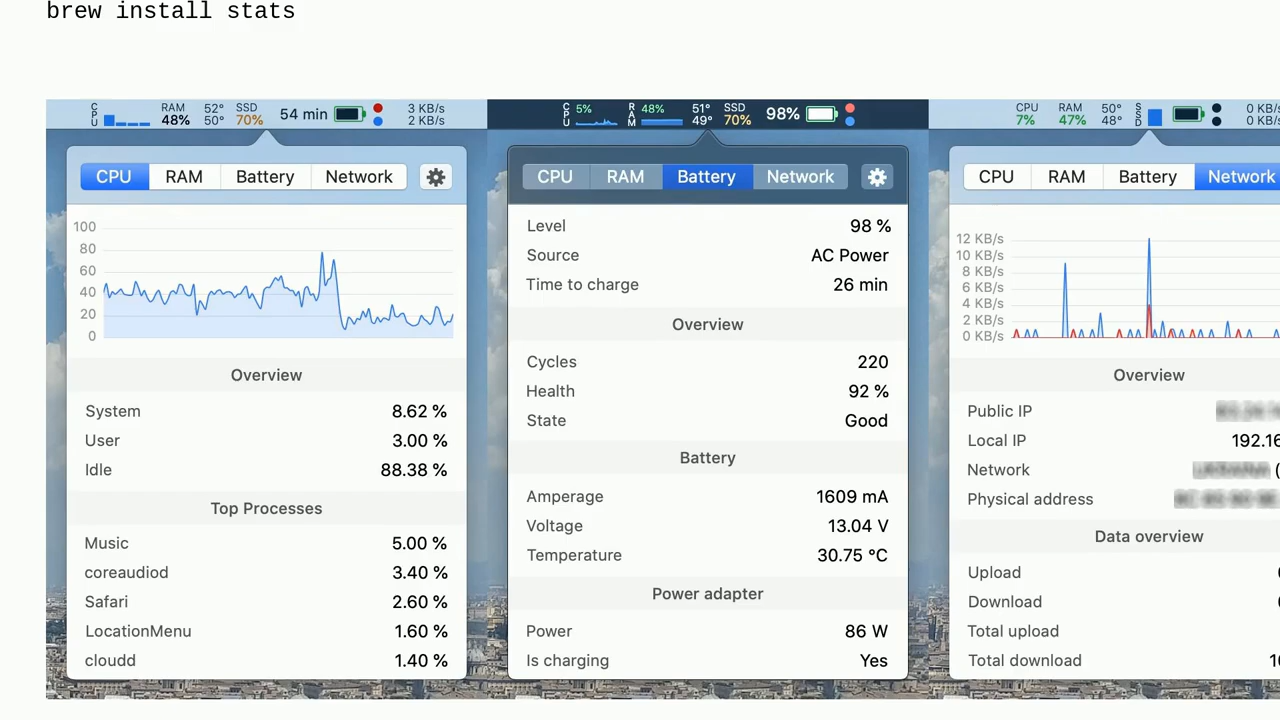 brew install stats
CPU
RAM
48%
52°
50°
SSD
70%
54 min
3 KB/s
2 KB/s
CPU RAM Battery Network
100
80
60
40
20
0
Overview
System 8.62 %
User 3.00 %
Idle 88.38 %
Top Processes
Music 5.00 %
coreaudiod 3.40 %
Safari 2.60 %
LocationMenu 1.60 %
cloudd 1.40 %
CPU
5%
RAM
48%
51°
49°
SSD
70%
98%
CPU RAM Battery Network
Level 98 %
Source AC Power
Time to charge 26 min
Overview
Cycles 220
Health 92 %
State Good
Battery
Amperage 1609 mA
Voltage 13.04 V
Temperature 30.75 °C
Power adapter
Power 86 W
Is charging Yes
CPU
7%
RAM
47%
50°
48°
SSD
0 KB/s
0 KB/s
CPU RAM Battery Network
12 KB/s
10 KB/s
8 KB/s
6 KB/s
4 KB/s
2 KB/s
0 KB/s
Overview
Public IP
Local IP 192.16
Network (
Physical address
Data overview
Upload
Download
Total upload
Total download